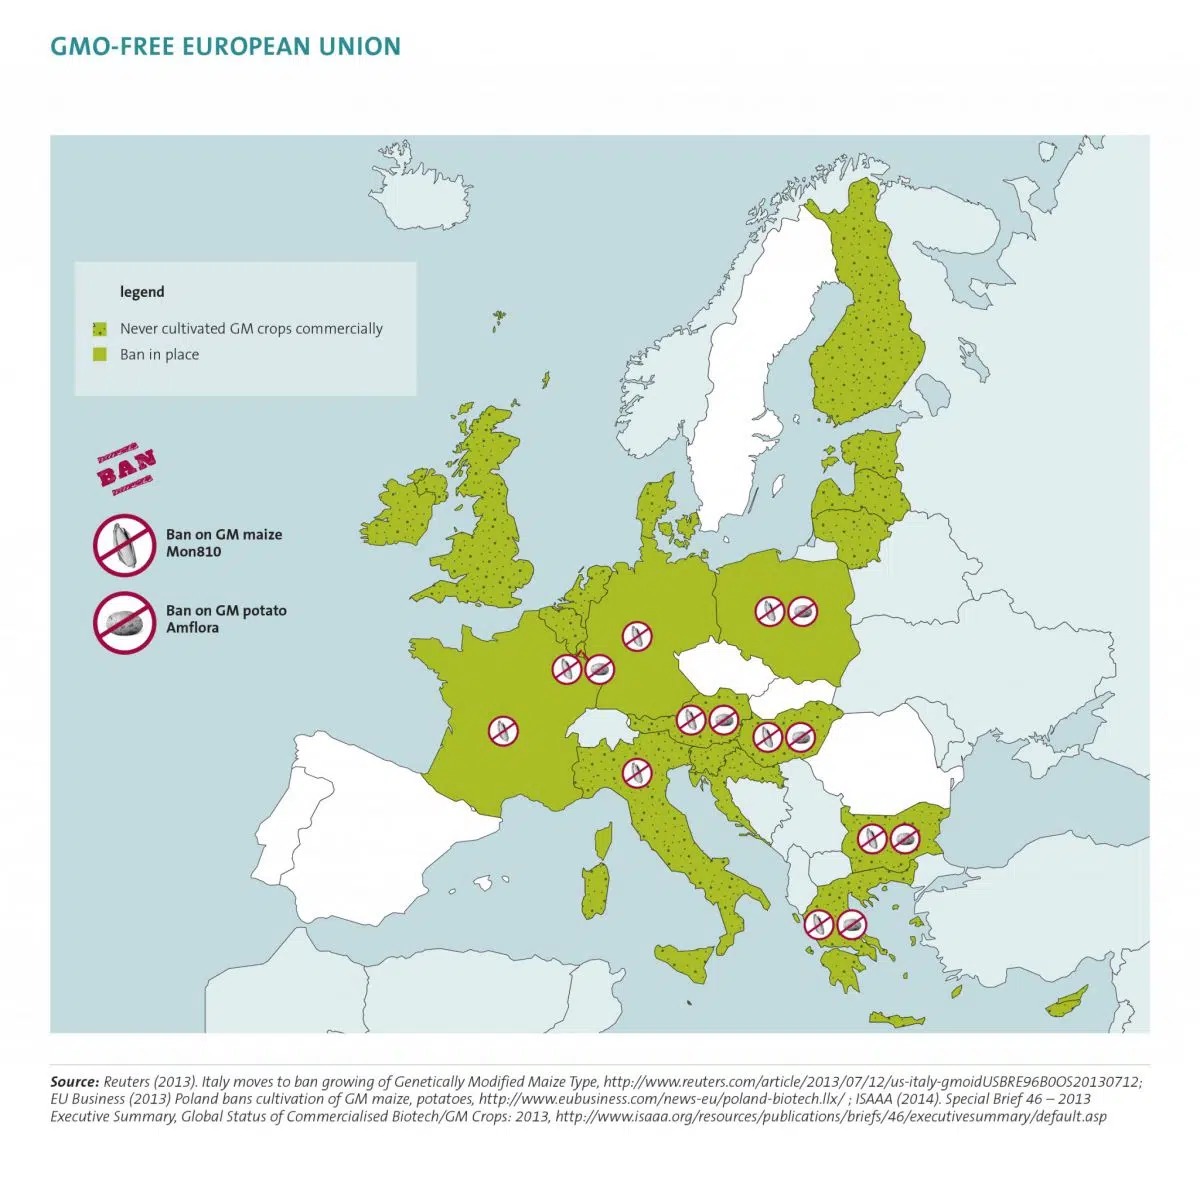 GMO-FREE EUROPEAN UNION
legend
Never cultivated GM crops commercially
Ban in place
BAN
Ban on GM maize
Mon810
Ban on GM potato
Amflora
Source: Reuters (2013). Italy moves to ban growing of Genetically Modified Maize Type, http://www.reuters.com/article/2013/07/12/us-italy-gmoidUSBRE96B0OS20130712;
EU Business (2013) Poland bans cultivation of GM maize, potatoes, http://www.eubusiness.com/news-eu/poland-biotech.llx/ ; ISAAA (2014). Special Brief 46 – 2013
Executive Summary, Global Status of Commercialised Biotech/GM Crops: 2013, http://www.isaaa.org/resources/publications/briefs/46/executivesummary/default.asp